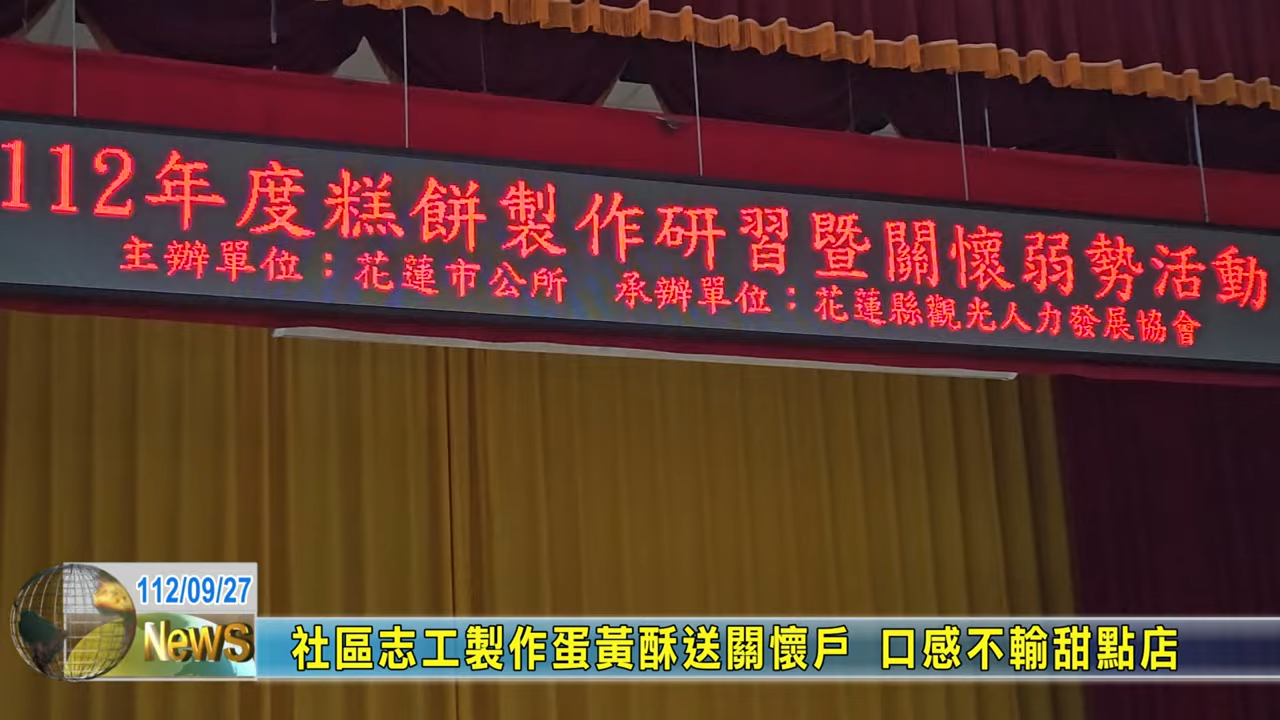 112年度糕餅製作研習暨關懷弱勢活動
主辦單位：花蓮市公所 承辦單位：花蓮縣觀光人力發展協會
112/09/27
News
社區志工製作蛋黃酥送關懷戶 口感不輸甜點店